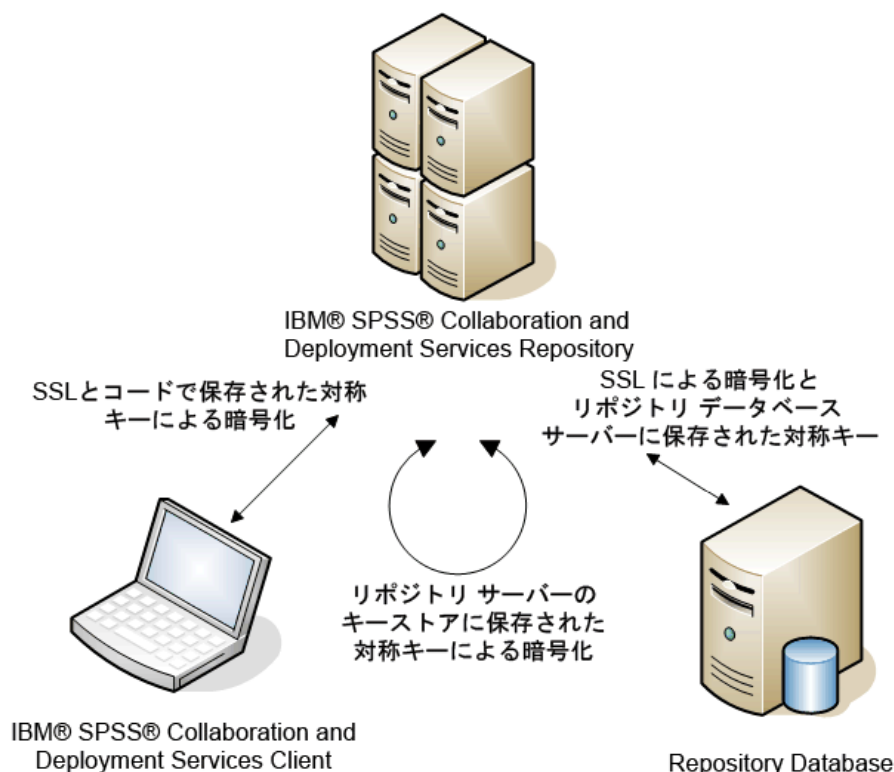 IBM® SPSS® Collaboration and
Deployment Services Repository
SSLとコードで保存された対称
キーによる暗号化
SSL による暗号化と
リポジトリ データベース
サーバーに保存された対称キー
リポジトリ サーバーの
キーストアに保存された
対称キーによる暗号化
IBM® SPSS® Collaboration and
Deployment Services Client
Repository Database